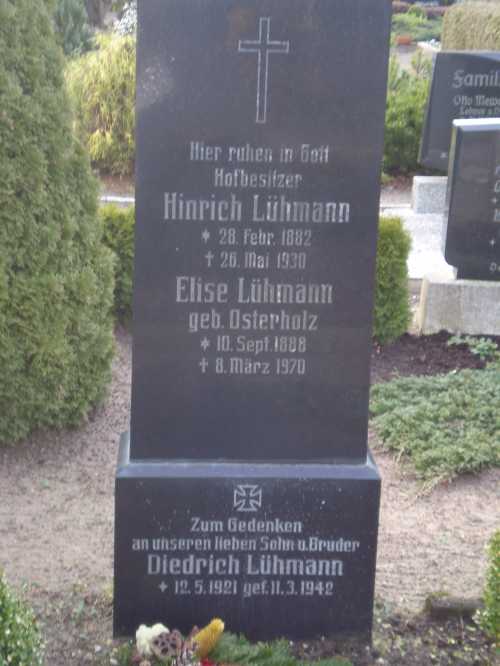 Hier ruhen in Gott
Hofbesitzer
Hinrich Lühmann
* 28. Febr. 1882
† 26. Mai 1930
Elise Lühmann
geb. Osterholz
* 10. Sept. 1888
† 8. März 1970
Zum Gedenken
an unseren lieben Sohn u. Bruder
Diedrich Lühmann
* 12.5.1921 gef. 11.3.1942
Famil
Otto